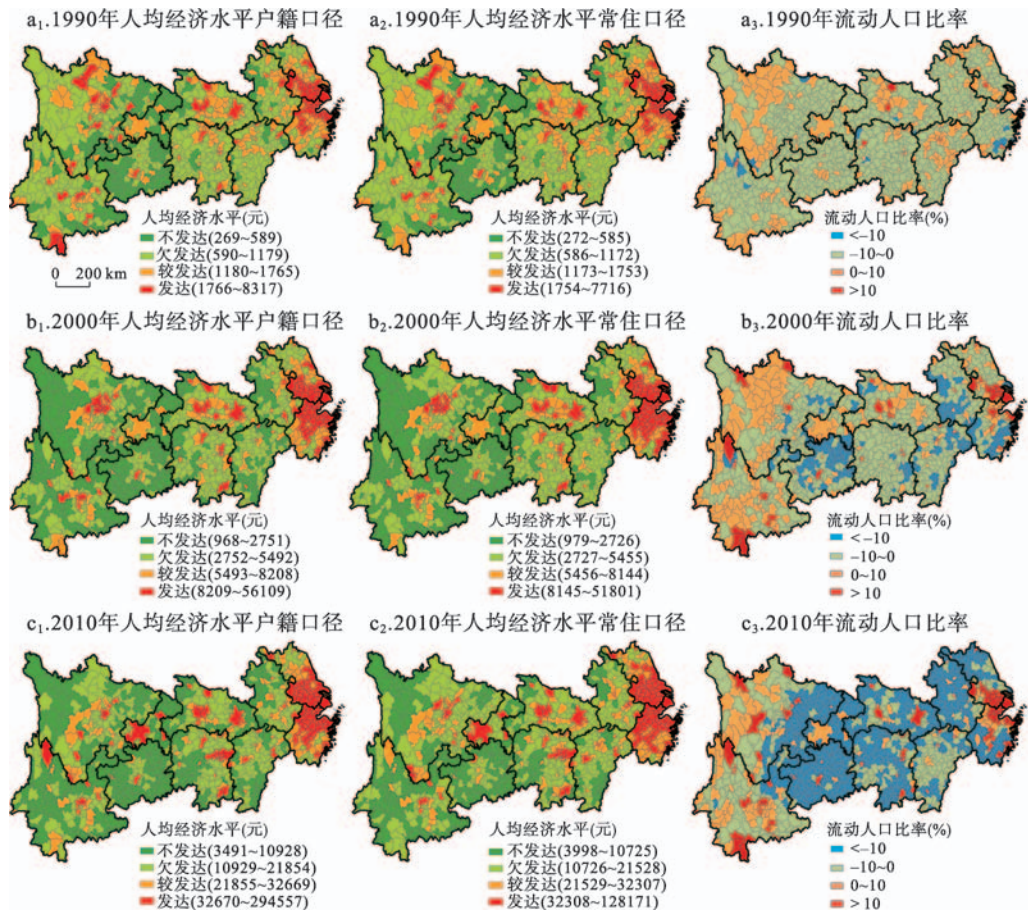 a₁.1990年人均经济水平户籍口径
a₂.1990年人均经济水平常住口径
a₃.1990年流动人口比率
人均经济水平(元)
不发达(269~589)
欠发达(590~1179)
较发达(1180~1765)
发达(1766~8317)
0 200 km
人均经济水平(元)
不发达(272~585)
欠发达(586~1172)
较发达(1173~1753)
发达(1754~7716)
流动人口比率(%)
<–10
–10~0
0~10
>10
b₁.2000年人均经济水平户籍口径
b₂.2000年人均经济水平常住口径
b₃.2000年流动人口比率
人均经济水平(元)
不发达(968~2751)
欠发达(2752~5492)
较发达(5493~8208)
发达(8209~56109)
人均经济水平(元)
不发达(979~2726)
欠发达(2727~5455)
较发达(5456~8144)
发达(8145~51801)
流动人口比率(%)
<–10
–10~0
0~10
>10
c₁.2010年人均经济水平户籍口径
c₂.2010年人均经济水平常住口径
c₃.2010年流动人口比率
人均经济水平(元)
不发达(3491~10928)
欠发达(10929~21854)
较发达(21855~32669)
发达(32670~294557)
人均经济水平(元)
不发达(3998~10725)
欠发达(10726~21528)
较发达(21529~32307)
发达(32308~128171)
流动人口比率(%)
<–10
–10~0
0~10
>10